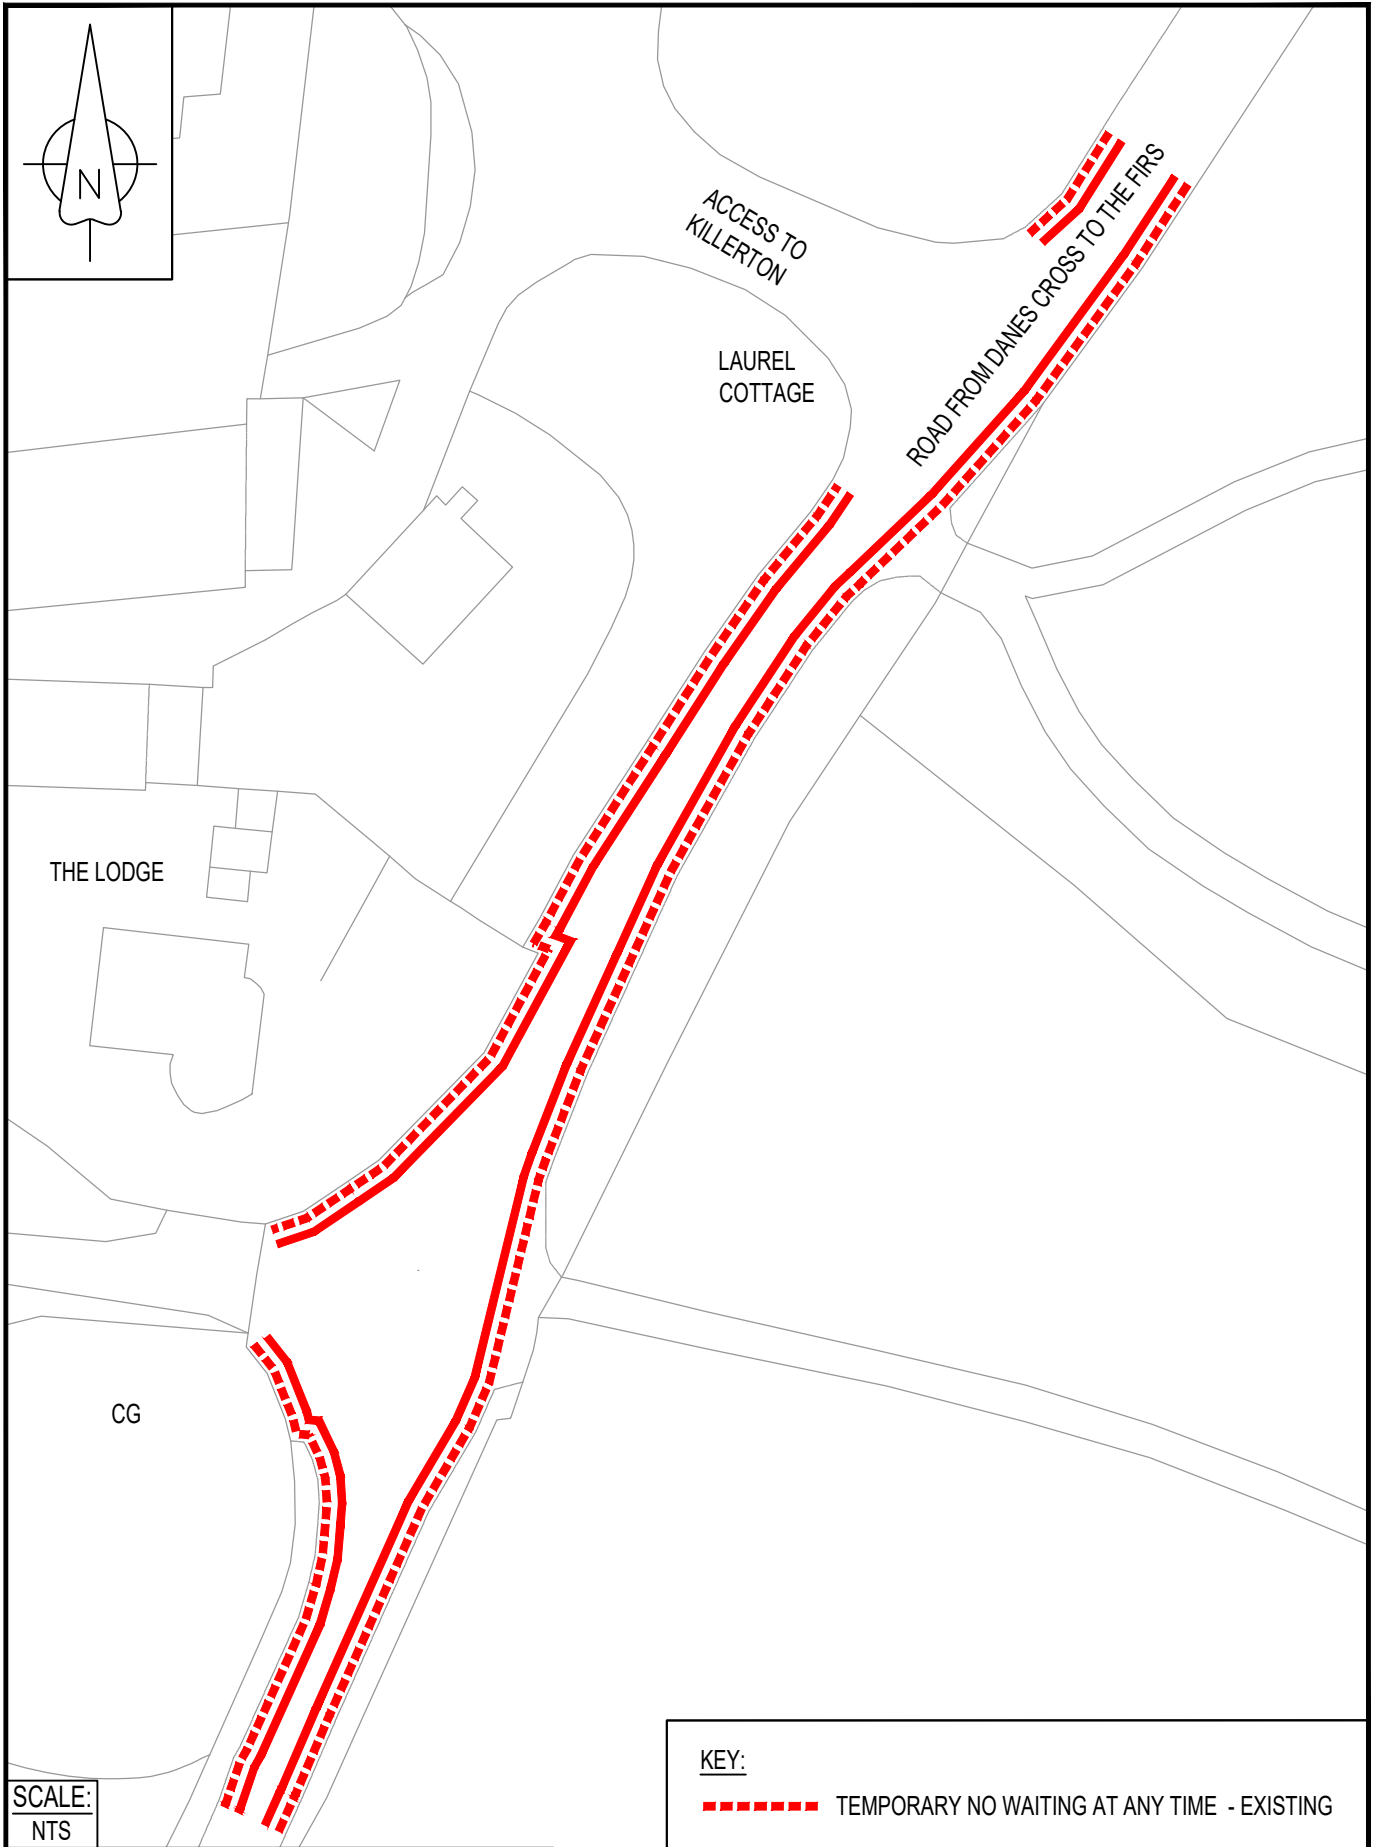 N
ACCESS TO
KILLERTON
ROAD FROM DANES CROSS TO THE FIRS
LAUREL
COTTAGE
THE LODGE
CG
SCALE:
NTS
KEY:
TEMPORARY NO WAITING AT ANY TIME - EXISTING